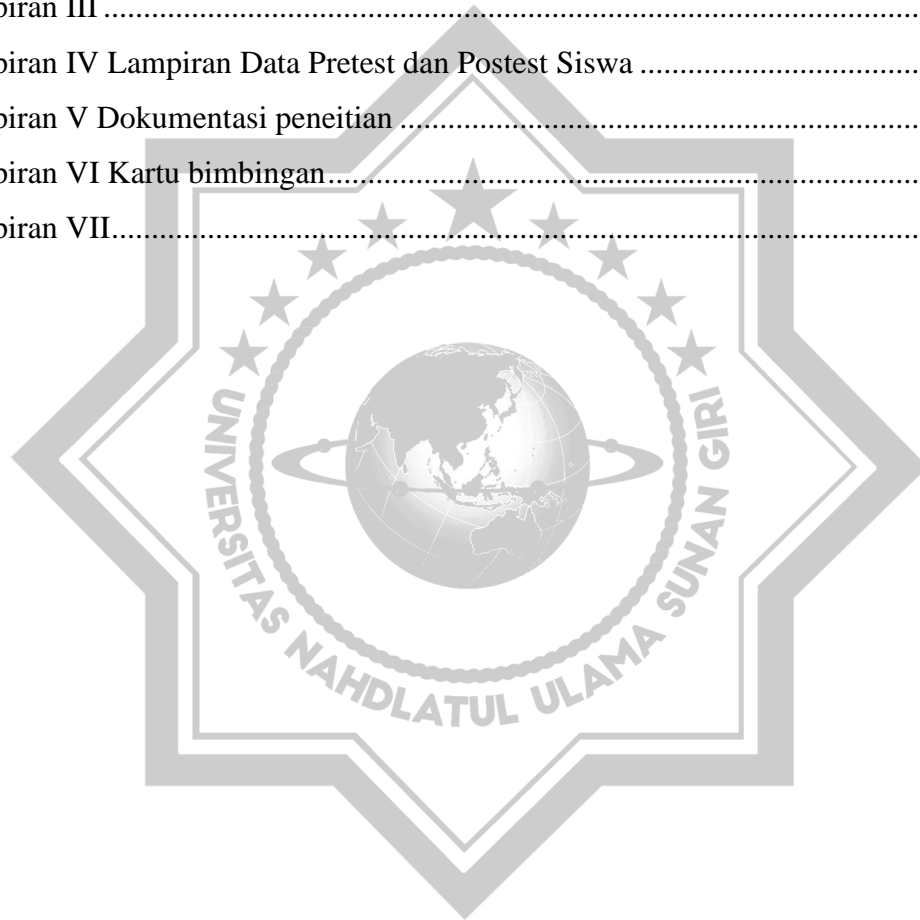 piran III ................................................................................................
piran IV Lampiran Data Pretest dan Postest Siswa ...................................
piran V Dokumentasi peneitian .................................................................
piran VI Kartu bimbingan..........................................................................
piran VII.....................................................................................................
UNIVERSITAS NAHDLATUL ULAMA SUNAN GIRI